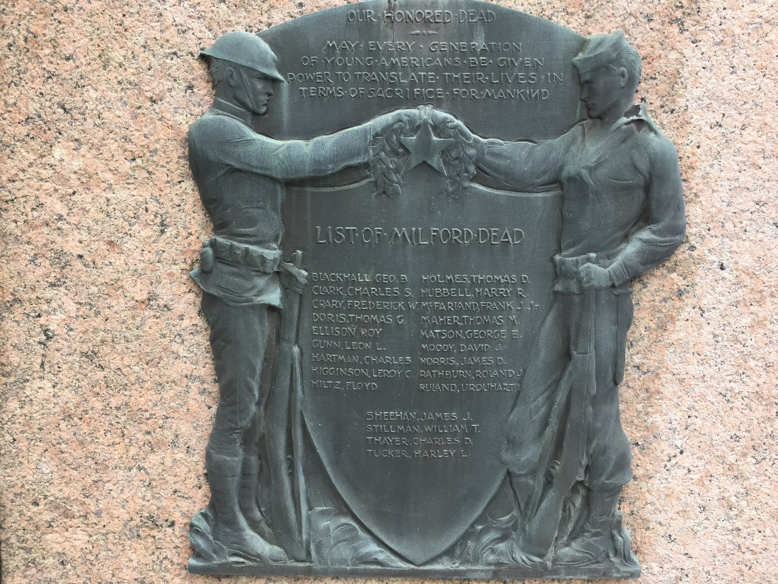 OUR·HONORED·DEAD
MAY·EVERY·GENERATION
OF·YOUNG·AMERICANS·BE·GIVEN
POWER·TO·TRANSLATE·THEIR·LIVES·IN
TERMS·OF·SACRIFICE·FOR·MANKIND
LIST·OF·MILFORD·DEAD
BLACKHALL, GEO. B.
CLARK, CHARLES S.
CRARY, FREDERICK W.
DORIS, THOMAS G.
ELLISON, ROY
GUNN, LEON L.
HARTMAN, CHARLES
HIGGINSON, LEROY C
HILTZ, FLOYD
HOLMES, THOMAS D.
HUBBELL, HARRY R.
McFARLAND, FRANK J. Jr.
MAHER, THOMAS M.
MATSON, GEORGE E.
MOODY, DAVID J.
NORRIS, JAMES D.
RATHBURN, ROLAND J
RULAND, URQUHART
SHEEHAN, JAMES J.
STILLMAN, WILLIAM T.
THAYER, CHARLES D.
TUCKER, HARLEY L